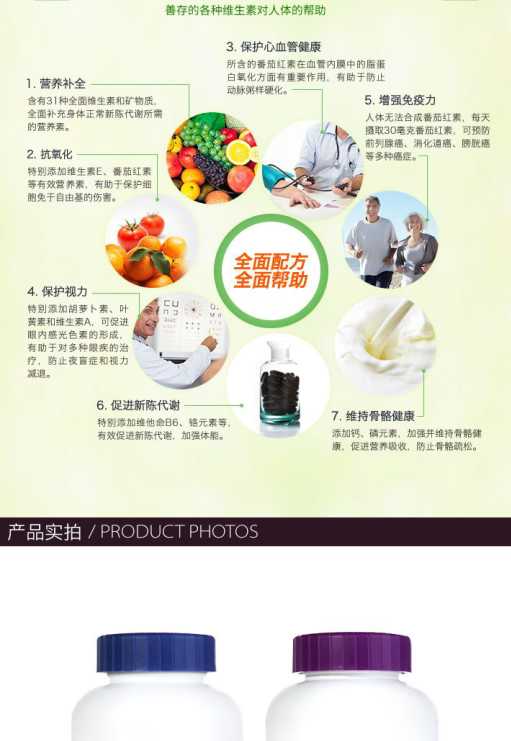 善存的各种维生素对人体的帮助
3. 保护心血管健康
所含的番茄红素在血管内膜中的脂蛋
白氧化方面有重要作用，有助于防止
动脉粥样硬化。
1. 营养补全
含有31种全面维生素和矿物质，
全面补充身体正常新陈代谢所需
的营养素。
5. 增强免疫力
人体无法合成番茄红素，每天
摄取30毫克番茄红素，可预防
前列腺癌、消化道癌、膀胱癌
等多种癌症。
2. 抗氧化
特别添加维生素E、番茄红素
等有效营养素，有助于保护细
胞免于自由基的伤害。
全面配方
全面帮助
4. 保护视力
特别添加胡萝卜素、叶
黄素和维生素A，可促进
眼内感光色素的形成，
有助于对多种眼疾的治
疗，防止夜盲症和视力
减退。
6. 促进新陈代谢
特别添加维他命B6、铬元素等，
有效促进新陈代谢，加强体能。
7. 维持骨骼健康
添加钙、磷元素，加强并维持骨骼健
康，促进营养吸收，防止骨骼疏松。
产品实拍 / PRODUCT PHOTOS